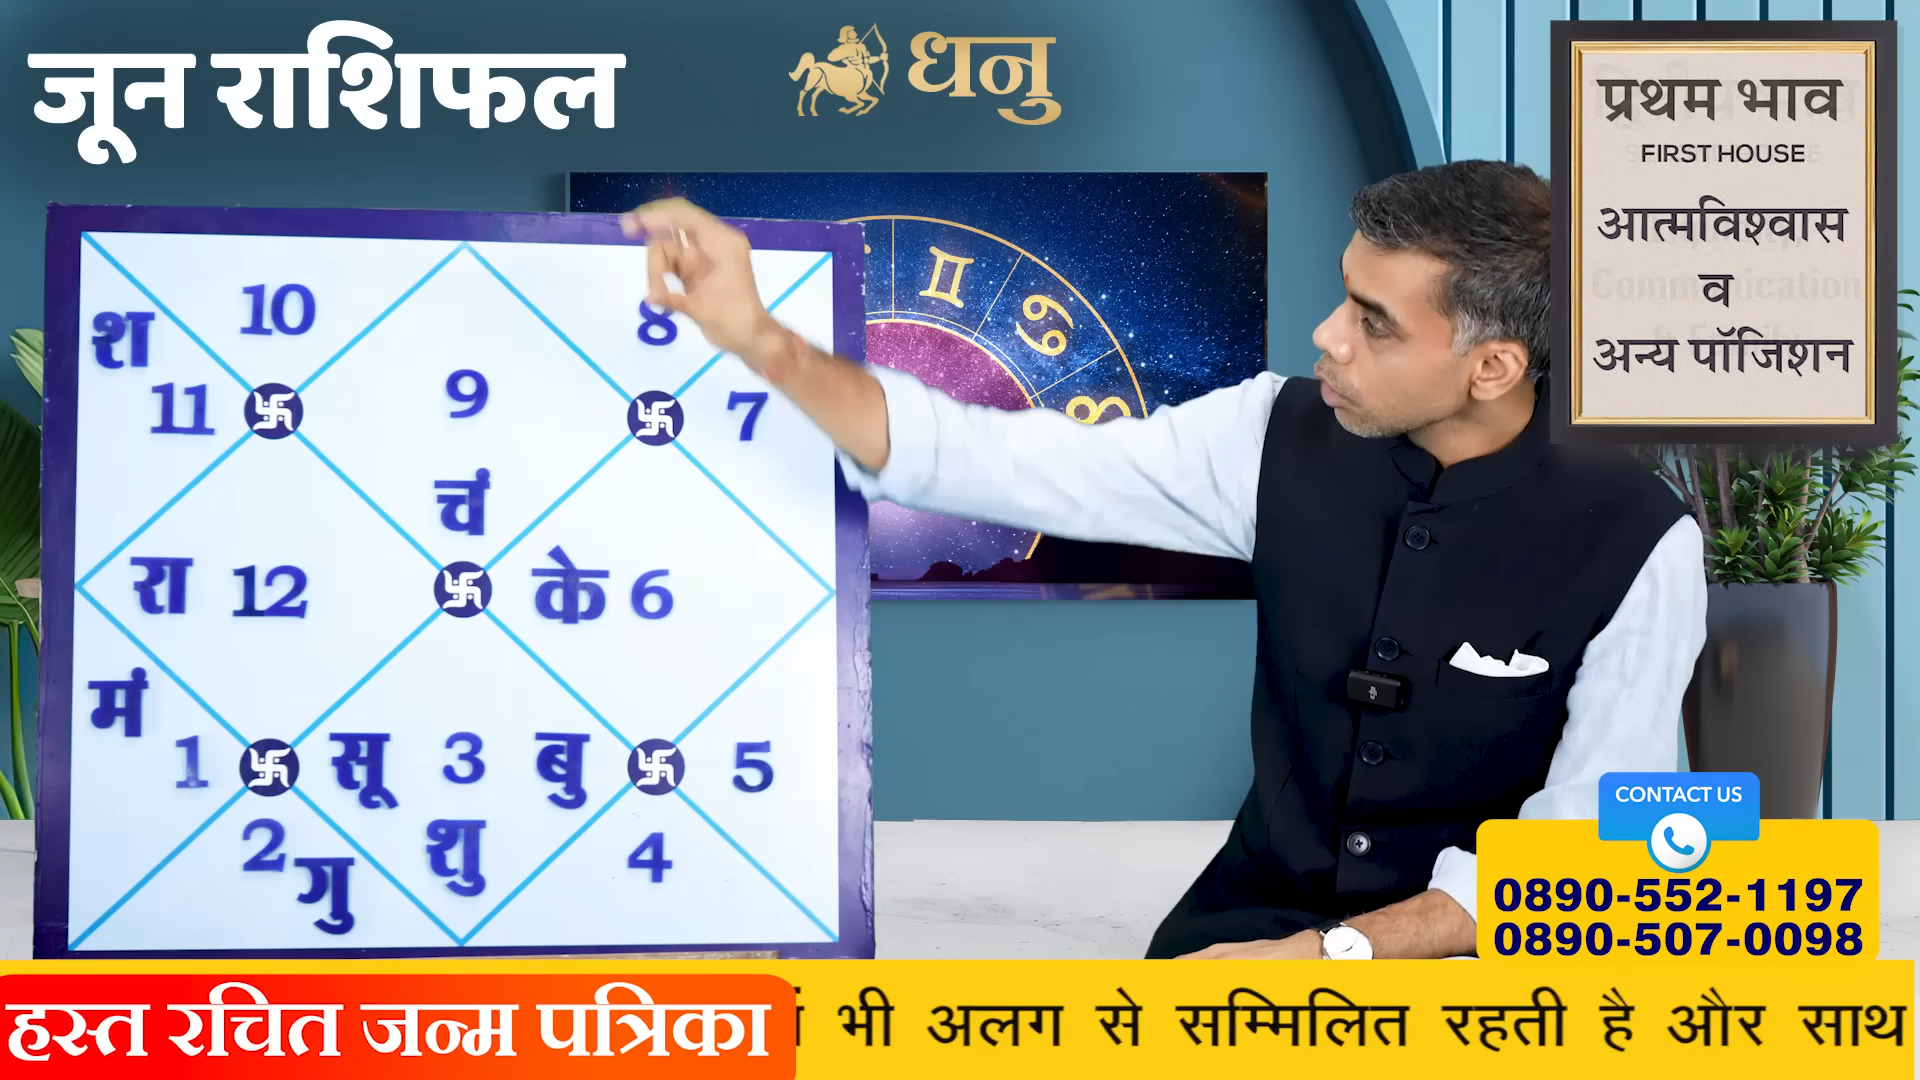 जून राशिफल
धनु
प्रथम भाव
FIRST HOUSE
आत्मविश्वास
व
अन्य पॉजिशन
10
8
श
11
9
7
चं
रा 12
के 6
मं
1
सू 3 बु
5
2 गु
शु
4
CONTACT US
0890-552-1197
0890-507-0098
हस्त रचित जन्म पत्रिका
भी अलग से सम्मिलित रहती है और साथ